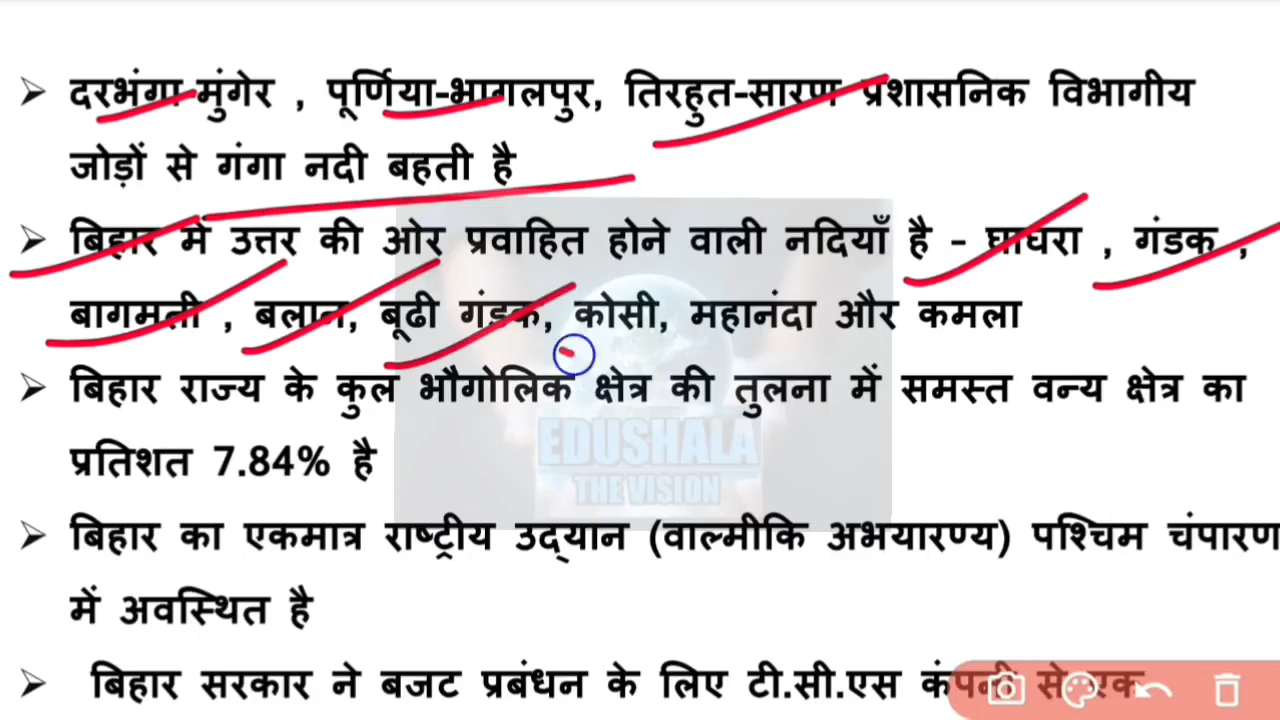 ➢ दरभंगा-मुंगेर , पूर्णिया-भागलपुर, तिरहुत-सारण प्रशासनिक विभागीय
जोड़ों से गंगा नदी बहती है
➢ बिहार में उत्तर की ओर प्रवाहित होने वाली नदियाँ है - घाघरा , गंडक ,
बागमती , बलान, बूढी गंडक, कोसी, महानंदा और कमला
➢ बिहार राज्य के कुल भौगोलिक क्षेत्र की तुलना में समस्त वन्य क्षेत्र का
प्रतिशत 7.84% है
EDUSHALA
THE VISION
➢ बिहार का एकमात्र राष्ट्रीय उद्यान (वाल्मीकि अभयारण्य) पश्चिम चंपारण
में अवस्थित है
➢ बिहार सरकार ने बजट प्रबंधन के लिए टी.सी.एस कंपनी से एक